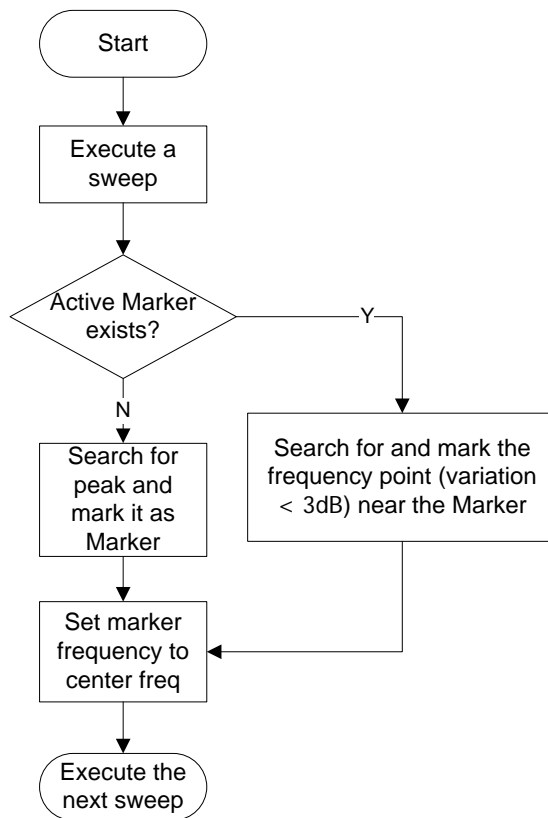 Start
Execute a
sweep
Active Marker
exists?
Y
N
Search for
peak and
mark it as
Marker
Search for and mark the
frequency point (variation
< 3dB) near the Marker
Set marker
frequency to
center freq
Execute the
next sweep